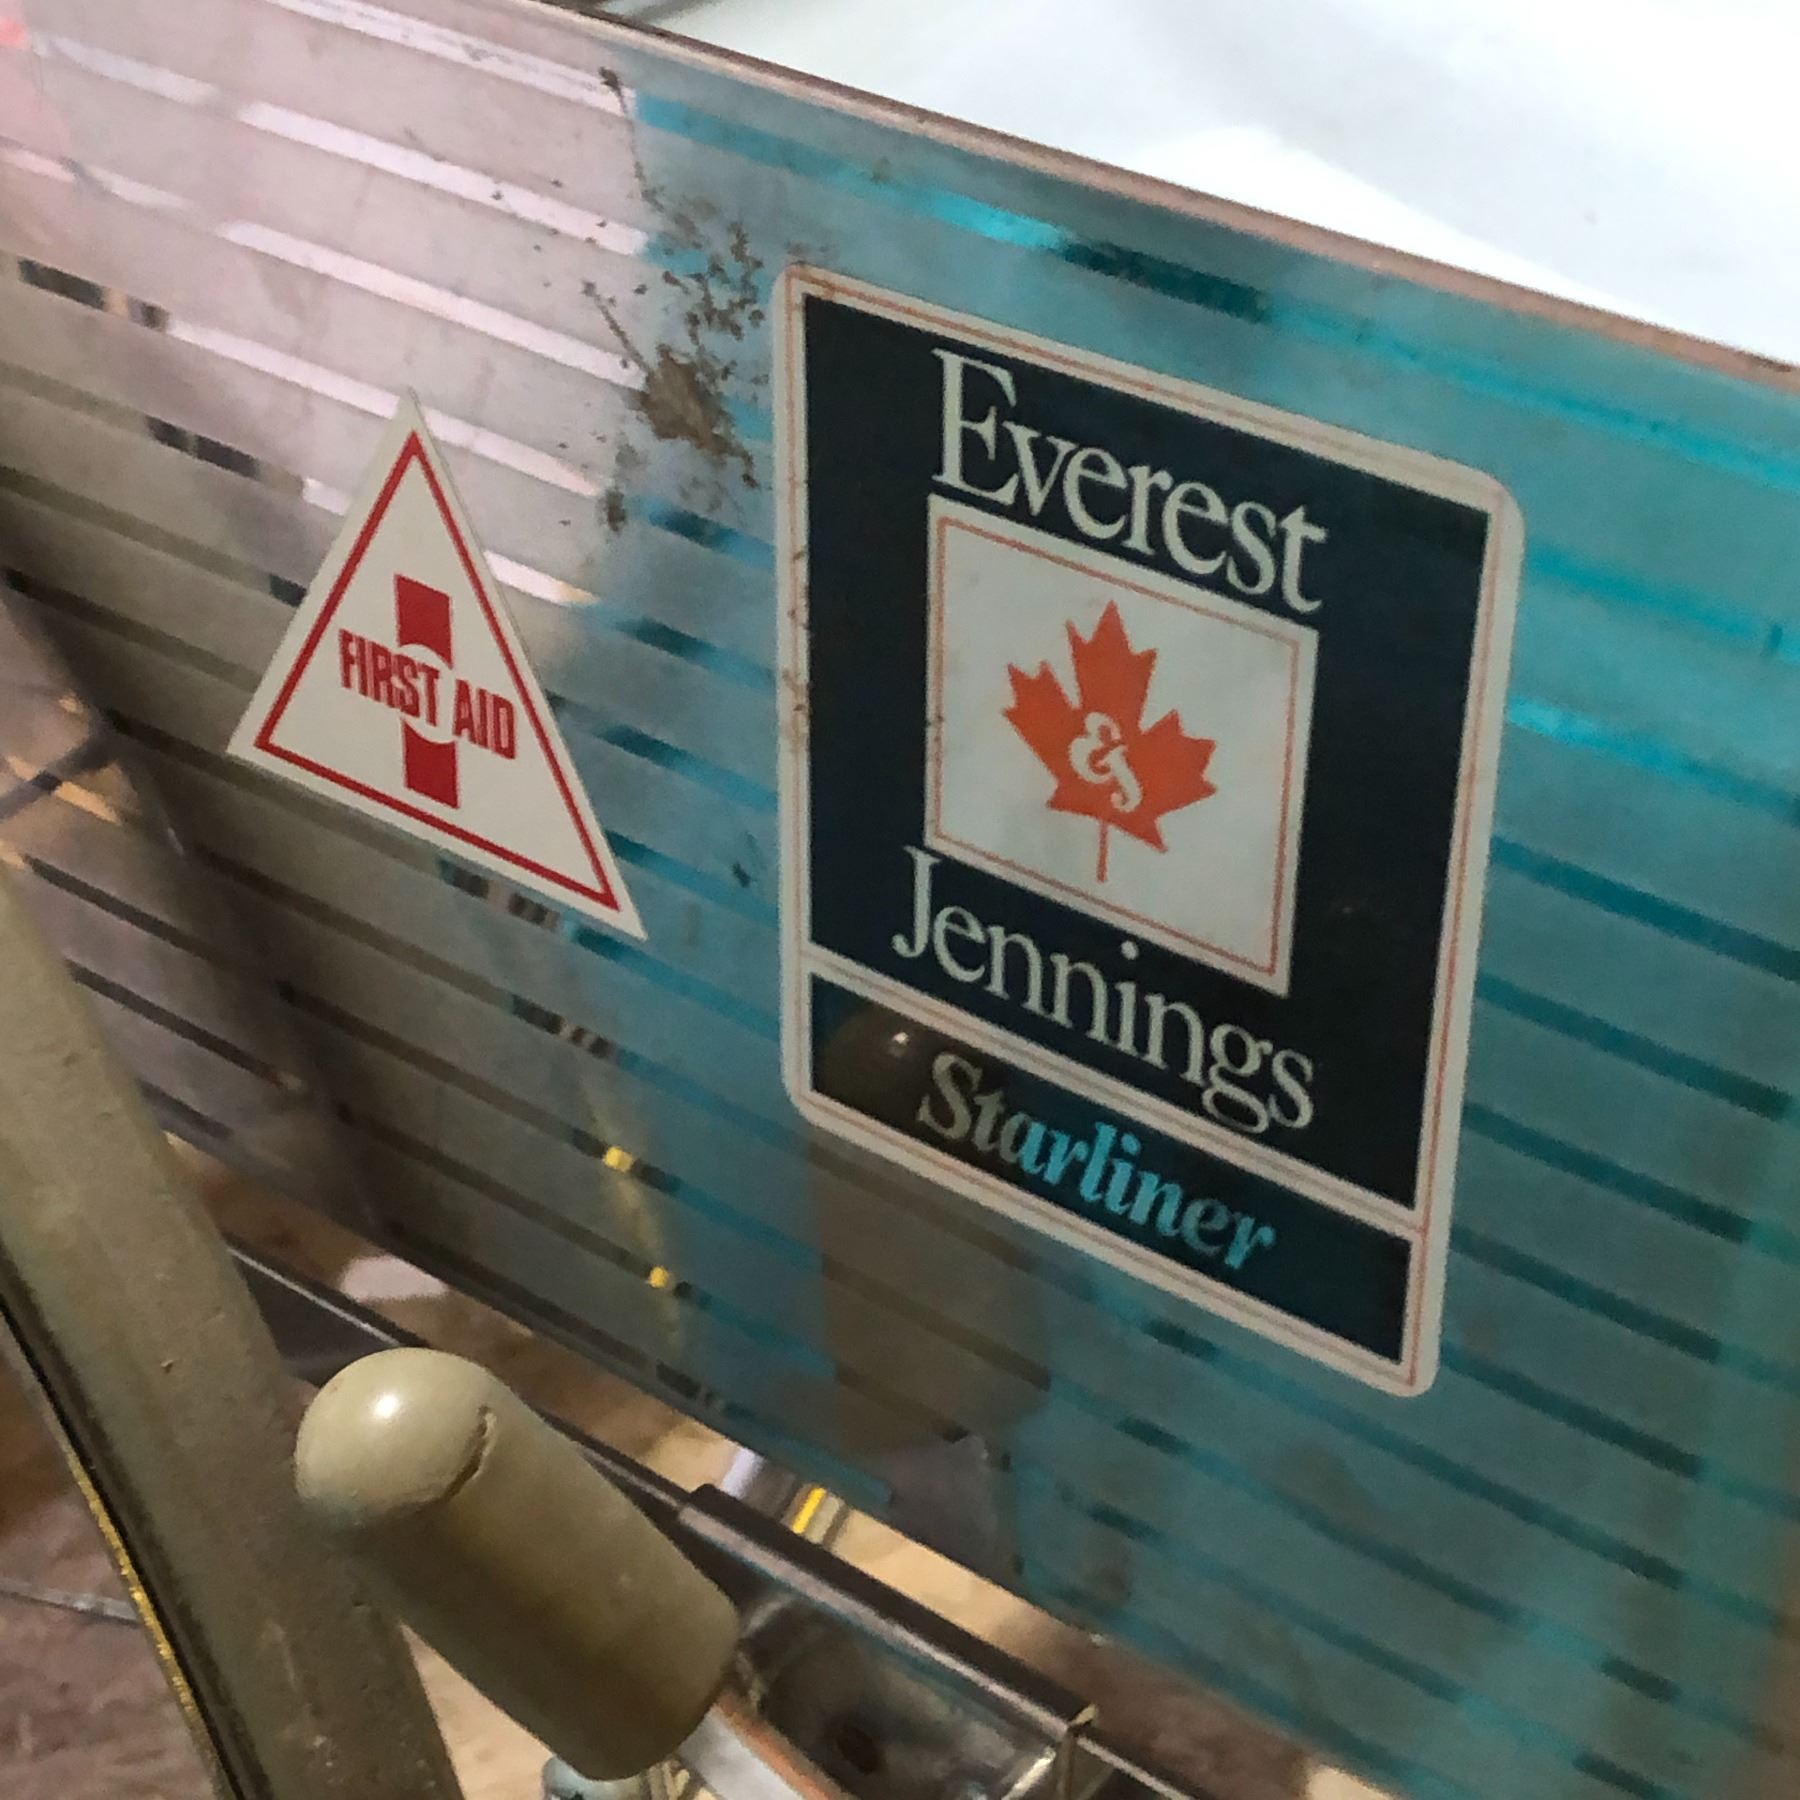 FIRST AID
Everest
&
Jennings
Starliner